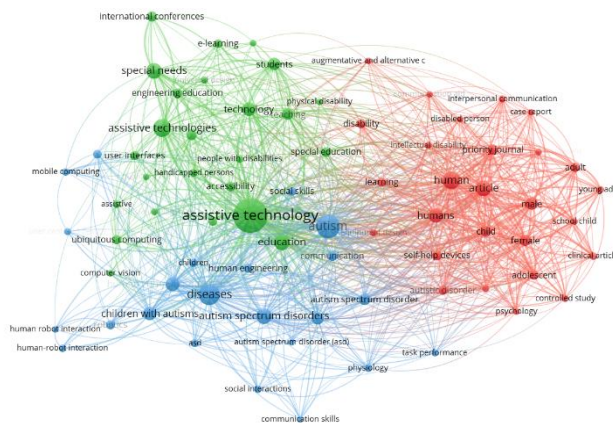 international conferences
e-learning
special needs
students
augmentative and alternative c
engineering education
physical disability
interpersonal communication
technology
case report
disabled person
assistive technologies
disability
special education
intellectual disability
priority journal
user interfaces
people with disabilities
mobile computing
handicapped persons
adult
accessibility
social skills
learning
human
article
young ad
assistive
male
school child
assistive technology
humans
autism
child
ubiquitous computing
education
communication
female
clinical article
self-help devices
children
human engineering
computer vision
adolescent
diseases
autism spectrum disorder
autistic disorder
controlled study
psychology
children with autisms
autism spectrum disorders
human robot interaction
asd
autism spectrum disorder (asd)
human-robot interaction
task performance
physiology
social interactions
communication skills